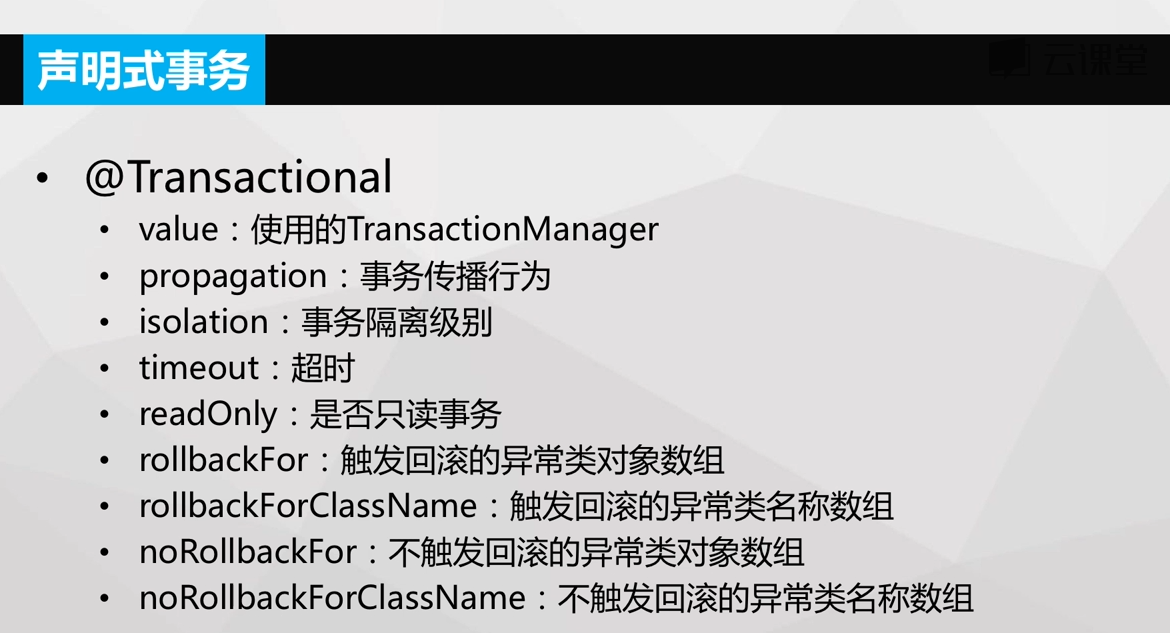 声明式事务
云课堂
• @Transactional
• value：使用的TransactionManager
• propagation：事务传播行为
• isolation：事务隔离级别
• timeout：超时
• readOnly：是否只读事务
• rollbackFor：触发回滚的异常类对象数组
• rollbackForClassName：触发回滚的异常类名称数组
• noRollbackFor：不触发回滚的异常类对象数组
• noRollbackForClassName：不触发回滚的异常类名称数组